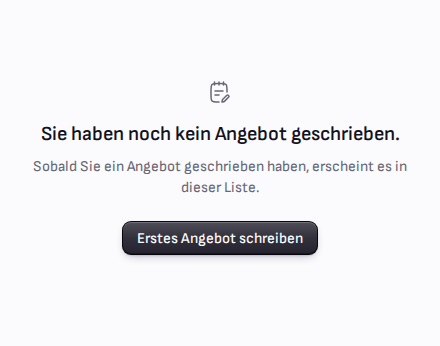 Sie haben noch kein Angebot geschrieben.
Sobald Sie ein Angebot geschrieben haben, erscheint es in
dieser Liste.
Erstes Angebot schreiben